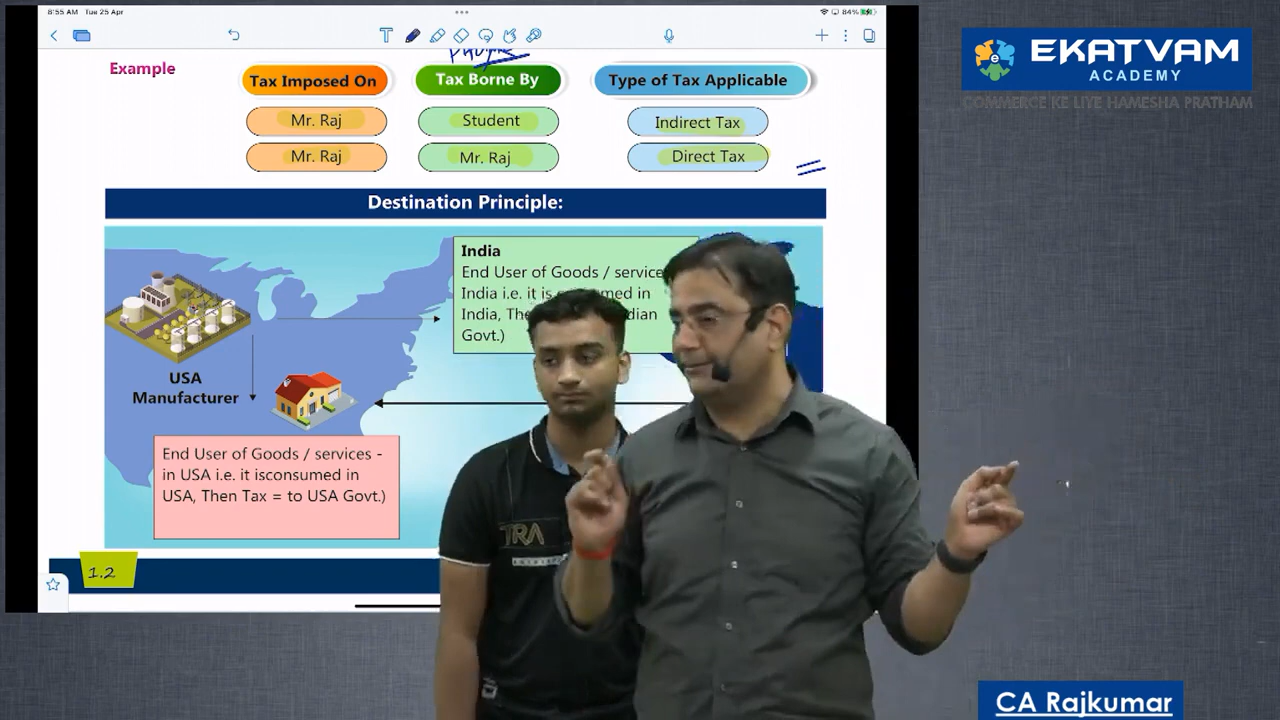 8:55 AM Tue 25 Apr
84%
EKATVAM
ACADEMY
COMMERCE KE LIYE HAMESHA PRATHAM
Example
Tax Imposed On
Tax Borne By
Type of Tax Applicable
Mr. Raj
Student
Indirect Tax
Mr. Raj
Mr. Raj
Direct Tax
Destination Principle:
India
End User of Goods / service
India i.e. it is
in
India,
dian
Govt.)
USA
Manufacturer
End User of Goods / services -
in USA i.e. it isconsumed in
USA, Then Tax = to USA Govt.)
1.2
TRA
CA Rajkumar